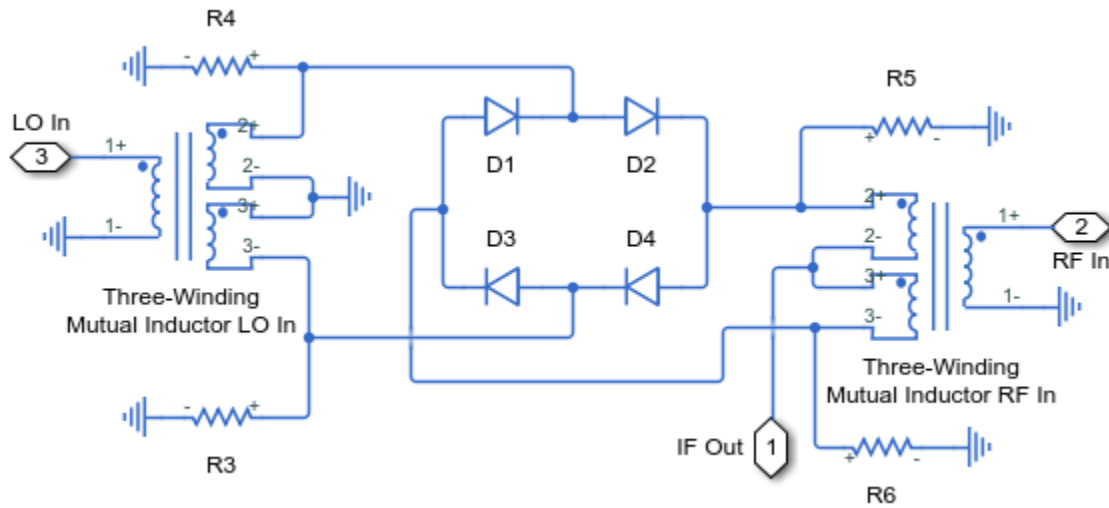 R4
- +
R5
LO In
3
1+
2+
D1
D2
+ -
2-
1-
3+
3-
D3
D4
2+
2-
3+
3-
1+
2
RF In
1-
Three-Winding
Mutual Inductor LO In
Three-Winding
Mutual Inductor RF In
- +
R3
IF Out
1
+ -
R6